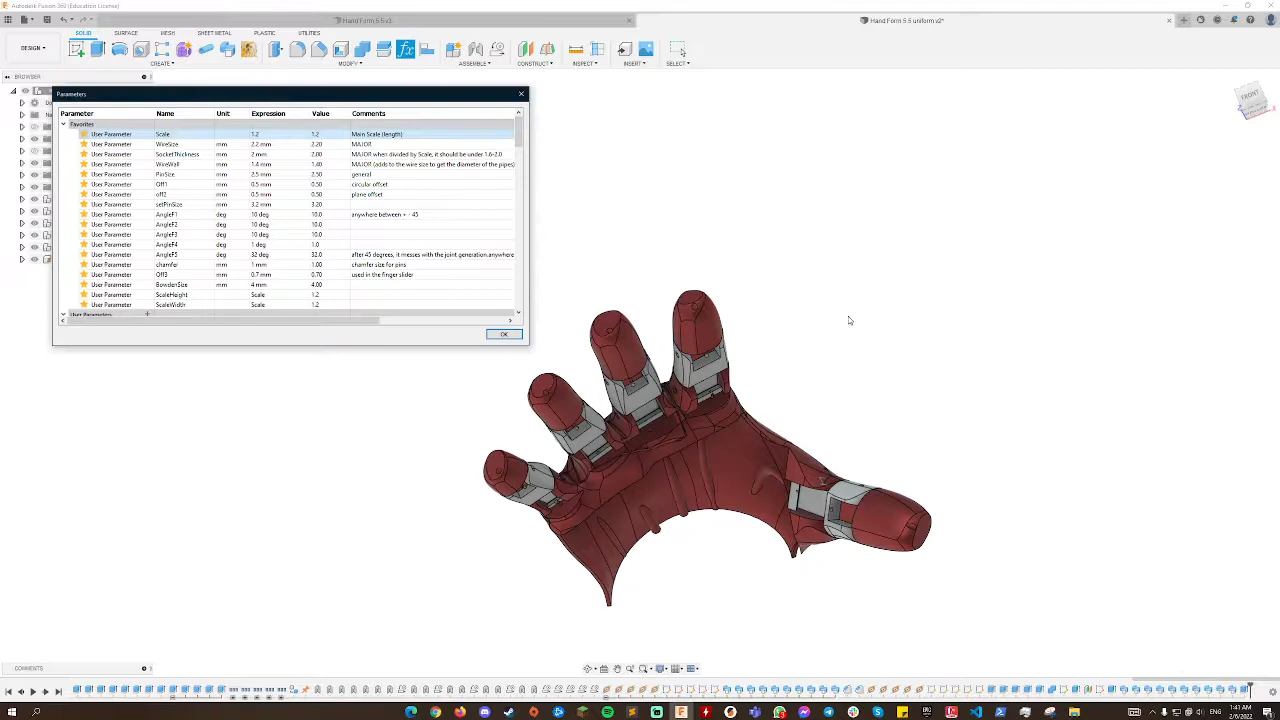 Autodesk Fusion 360 (Education License)
Hand Form 5.5 v3
Hand Form 5.5 uniform v2*
SOLID SURFACE MESH SHEET METAL PLASTIC UTILITIES
DESIGN
CREATE MODIFY ASSEMBLE CONSTRUCT INSPECT INSERT SELECT
fx
BROWSER
FRONT
Parameters
Parameter Name Unit Expression Value Comments
Favorites
User Parameter Scale 1.2 1.2 Main Scale (length)
User Parameter WireSize mm 2.2 mm 2.20 MAJOR
User Parameter SocketThickness mm 2 mm 2.00 MAJOR when divided by Scale, it should be under 1.6-2.0
User Parameter WireWall mm 1.4 mm 1.40 MAJOR (adds to the wire size to get the diameter of the pipes)
User Parameter PinSize mm 2.5 mm 2.50 general
User Parameter Off1 mm 0.5 mm 0.50 circular offset
User Parameter off2 mm 0.5 mm 0.50 plane offset
User Parameter setPinSize mm 3.2 mm 3.20
User Parameter AngleF1 deg 10 deg 10.0 anywhere between + - 45
User Parameter AngleF2 deg 10 deg 10.0
User Parameter AngleF3 deg 10 deg 10.0
User Parameter AngleF4 deg 1 deg 1.0
User Parameter AngleF5 deg 32 deg 32.0 after 45 degrees, it messes with the joint generation.anywhere
User Parameter chamfer mm 1 mm 1.00 chamfer size for pins
User Parameter Off3 mm 0.7 mm 0.70 used in the finger slider
User Parameter BowdenSize mm 4 mm 4.00
User Parameter ScaleHeight Scale 1.2
User Parameter ScaleWidth Scale 1.2
User Parameters +
OK
COMMENTS
ENG
1:41 AM
2/6/2022